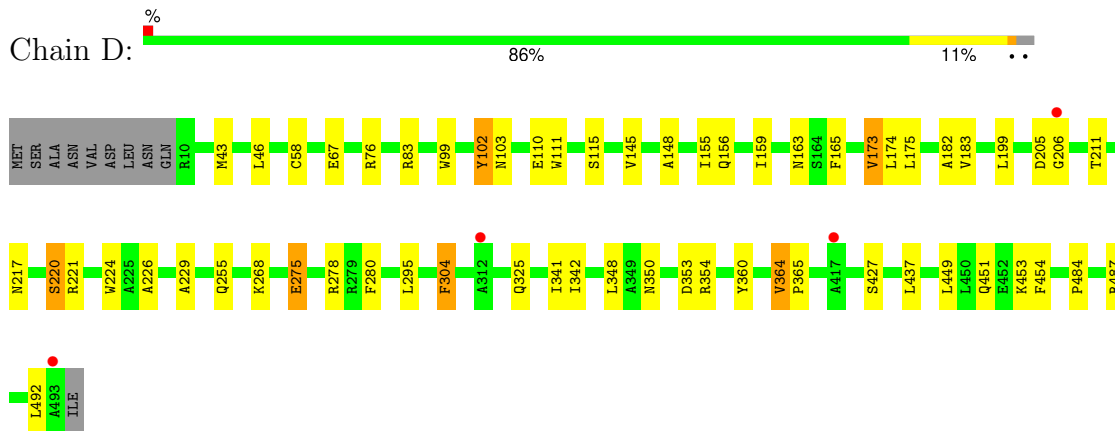 %
Chain D:
86% 11% • •
MET SER ALA ASN VAL ASP LEU ASN GLN R10 M43 L46 C58 E67 R76 R83 W99 Y102 N103 E110 W111 S115 V145 A148 I155 Q156 I159 N163 S164 F165 V173 L174 L175 A182 V183 L199 D205 G206 T211
N217 S220 R221 W224 A225 A226 A229 Q255 K268 E275 R278 R279 F280 L295 F304 A312 Q325 I341 I342 L348 A349 N350 D353 R354 Y360 V364 P365 A417 S427 L437 L449 L450 Q451 E452 K453 F454 P484
L492 A493 ILE